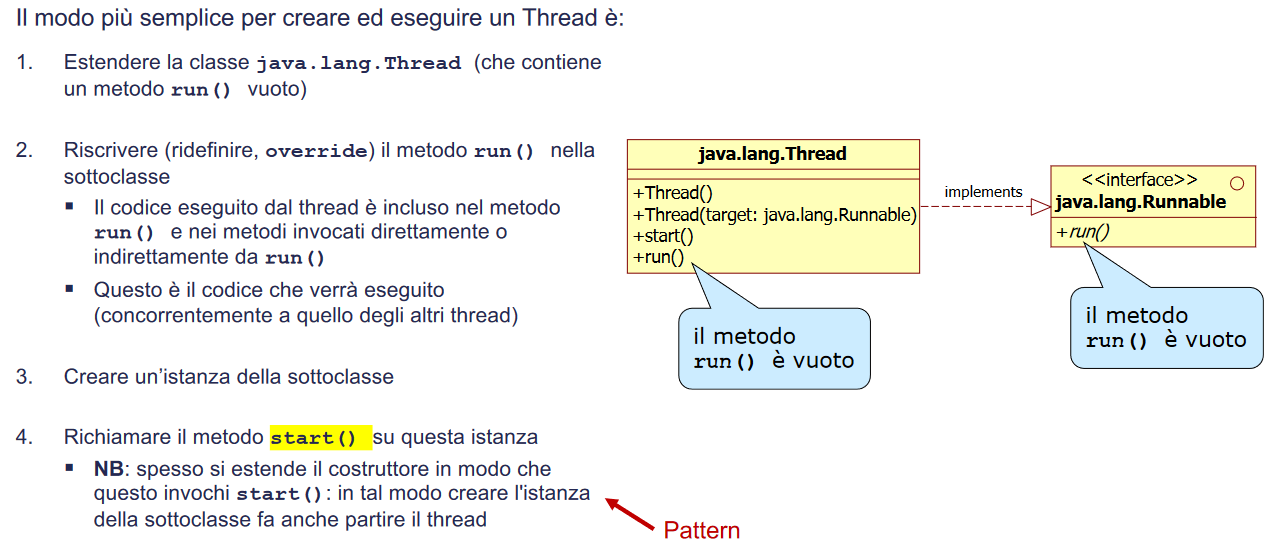 Il modo più semplice per creare ed eseguire un Thread è:
1. Estendere la classe java.lang.Thread (che contiene
un metodo run() vuoto)
2. Riscrivere (ridefinire, override) il metodo run() nella
sottoclasse
▪ Il codice eseguito dal thread è incluso nel metodo
run() e nei metodi invocati direttamente o
indirettamente da run()
▪ Questo è il codice che verrà eseguito
(concorrentemente a quello degli altri thread)
3. Creare un'istanza della sottoclasse
4. Richiamare il metodo start() su questa istanza
▪ NB: spesso si estende il costruttore in modo che
questo invochi start(): in tal modo creare l'istanza
della sottoclasse fa anche partire il thread
Pattern
java.lang.Thread
+Thread()
+Thread(target: java.lang.Runnable)
+start()
+run()
il metodo
run() è vuoto
implements
<<interface>>
java.lang.Runnable
+run()
il metodo
run() è vuoto